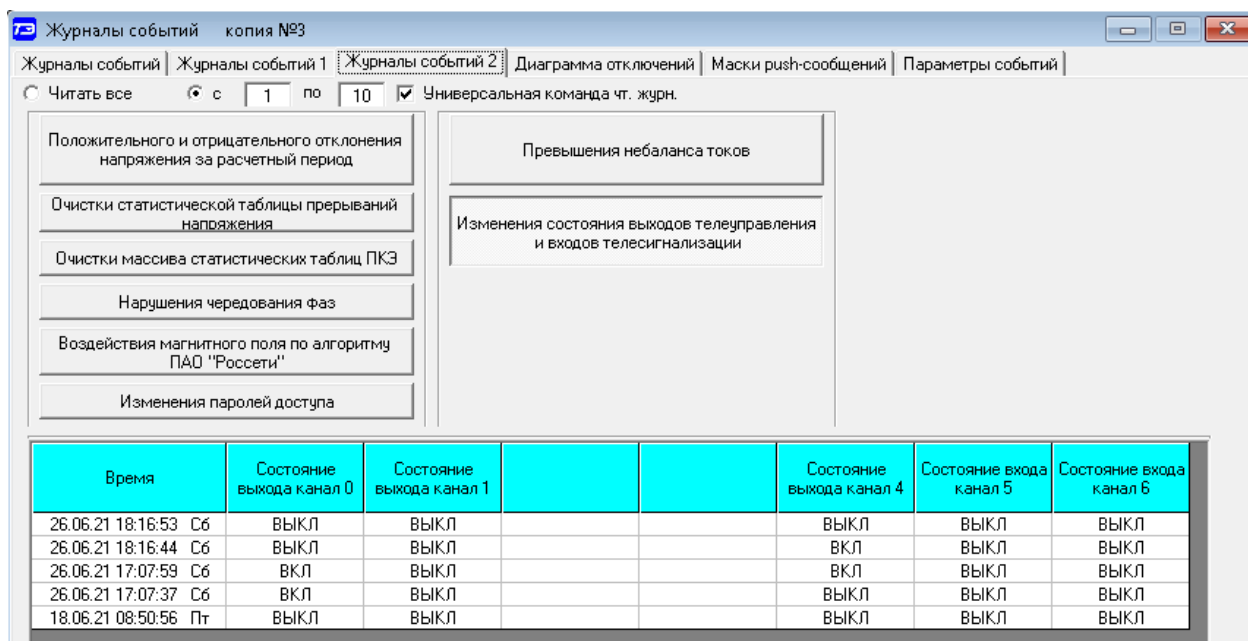 ТЭ Журналы событий копия №3
Журналы событий Журналы событий 1 Журналы событий 2 Диаграмма отключений Маски push-сообщений Параметры событий
Читать все с 1 по 10 Универсальная команда чт. журн.
Положительного и отрицательного отклонения
напряжения за расчетный период
Очистки статистической таблицы прерываний
напряжения
Очистки массива статистических таблиц ПКЭ
Нарушения чередования фаз
Воздействия магнитного поля по алгоритму
ПАО "Россети"
Изменения паролей доступа
Превышения небаланса токов
Изменения состояния выходов телеуправления
и входов телесигнализации
Время
Состояние
выхода канал 0
Состояние
выхода канал 1
Состояние
выхода канал 4
Состояние входа
канал 5
Состояние входа
канал 6
26.06.21 18:16:53 Сб ВЫКЛ ВЫКЛ ВЫКЛ ВЫКЛ ВЫКЛ
26.06.21 18:16:44 Сб ВЫКЛ ВЫКЛ ВКЛ ВЫКЛ ВЫКЛ
26.06.21 17:07:59 Сб ВКЛ ВЫКЛ ВКЛ ВЫКЛ ВЫКЛ
26.06.21 17:07:37 Сб ВКЛ ВЫКЛ ВЫКЛ ВЫКЛ ВЫКЛ
18.06.21 08:50:56 Пт ВЫКЛ ВЫКЛ ВЫКЛ ВЫКЛ ВЫКЛ